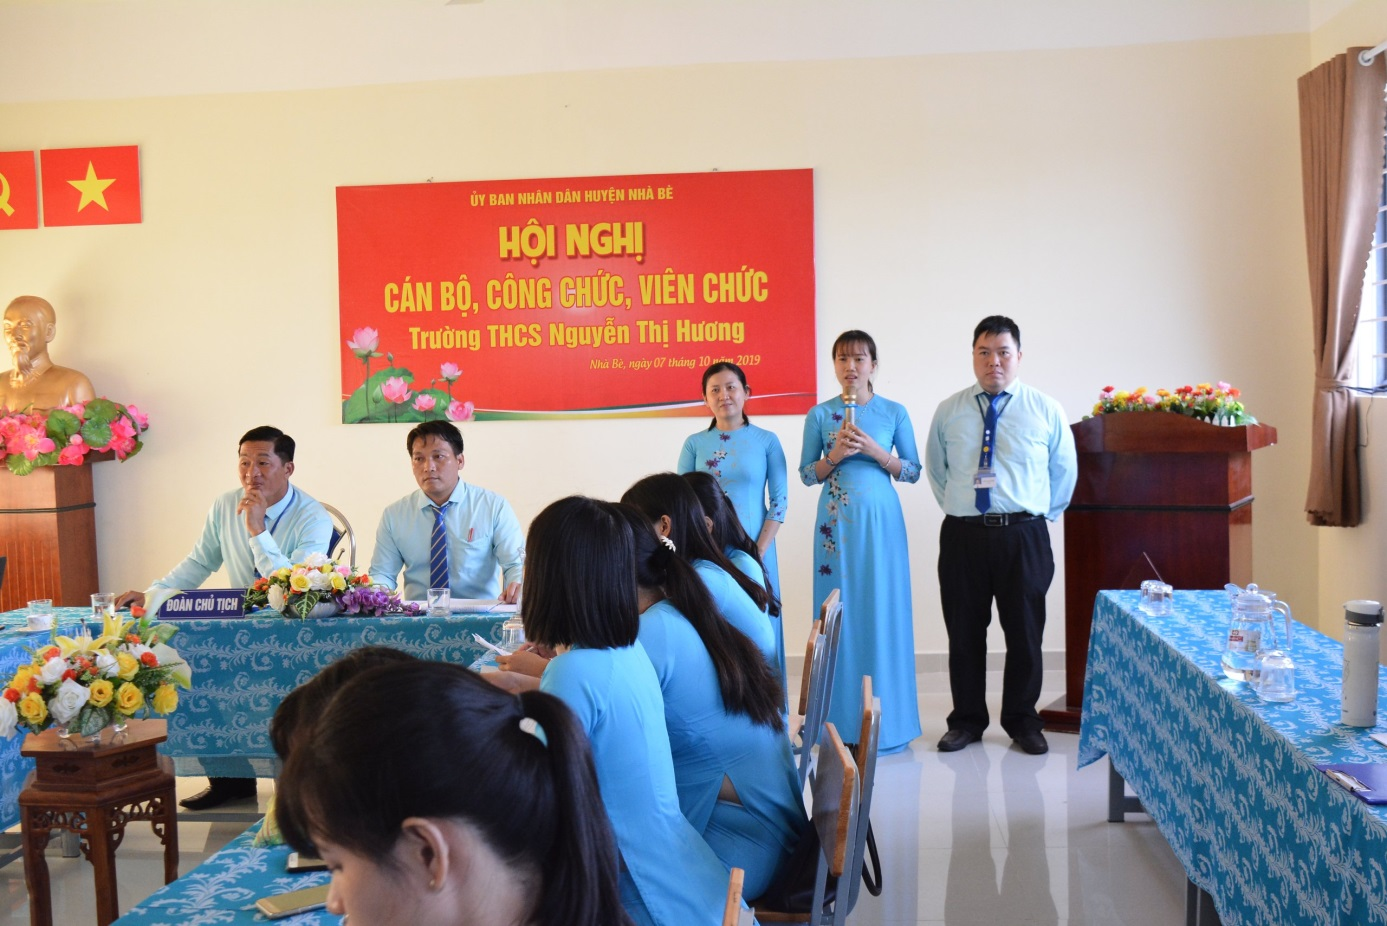 ỦY BAN NHÂN DÂN HUYỆN NHÀ BÈ
HỘI NGHỊ
CÁN BỘ, CÔNG CHỨC, VIÊN CHỨC
Trường THCS Nguyễn Thị Hương
Nhà Bè, ngày 07 tháng 10 năm 2019
ĐOÀN CHỦ TỊCH